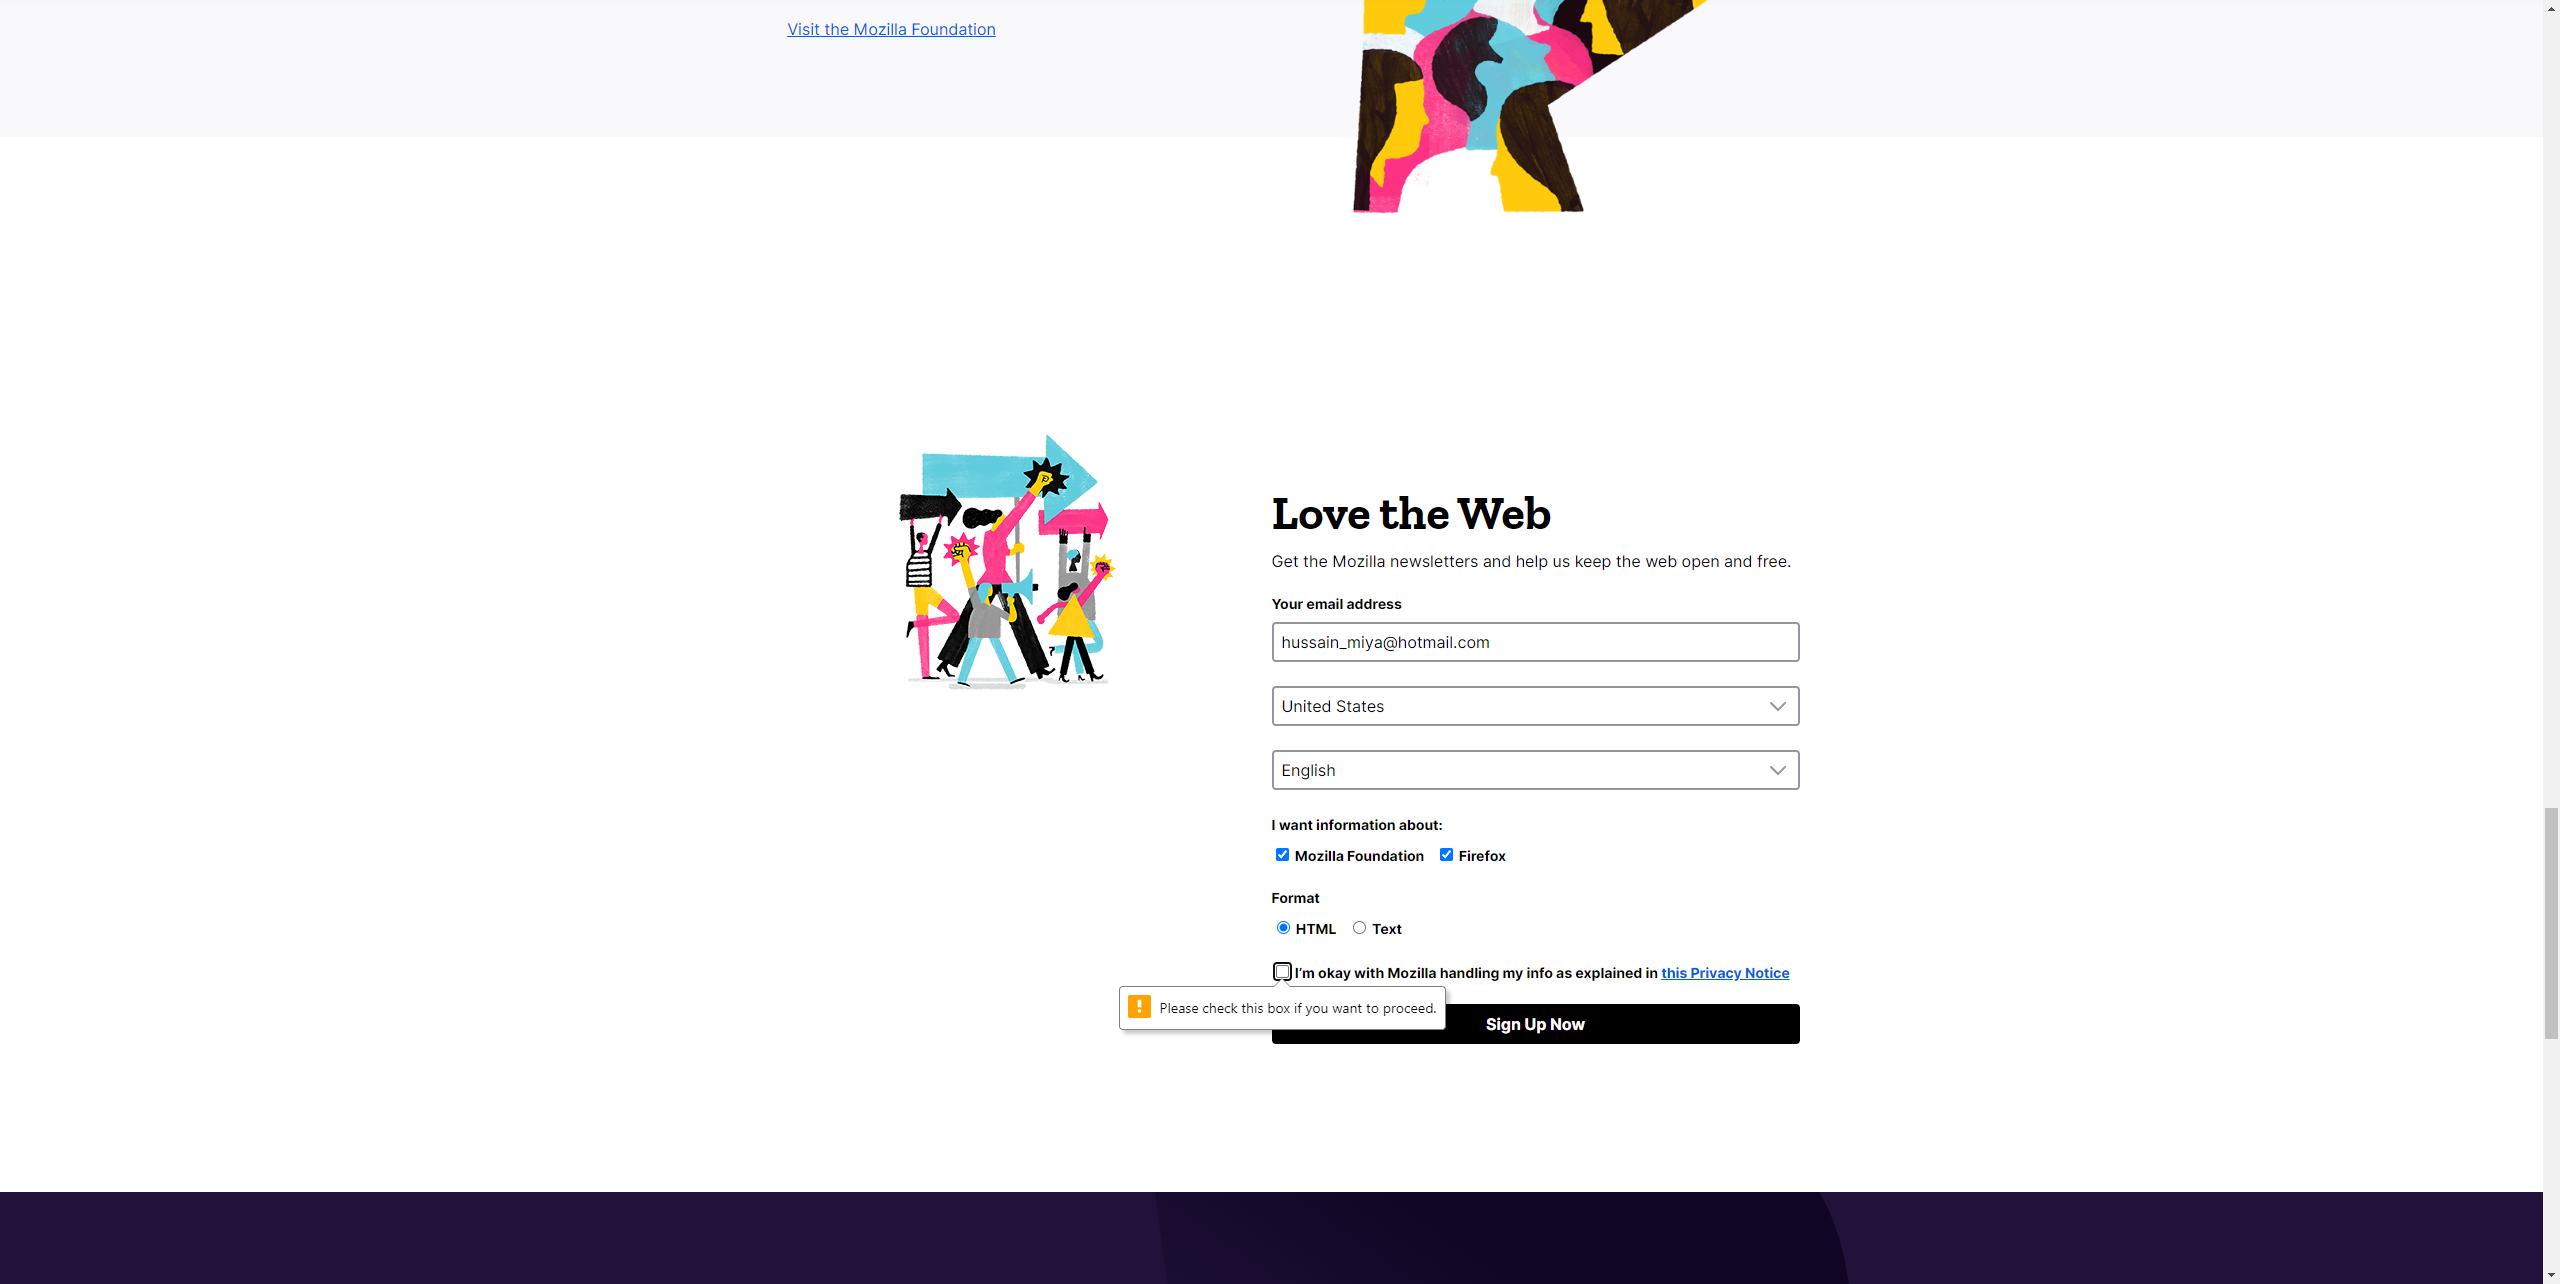 Visit the Mozilla Foundation
Love the Web
Get the Mozilla newsletters and help us keep the web open and free.
Your email address
hussain_miya@hotmail.com
United States
English
I want information about:
Mozilla Foundation Firefox
Format
HTML Text
I'm okay with Mozilla handling my info as explained in this Privacy Notice
Please check this box if you want to proceed.
Sign Up Now